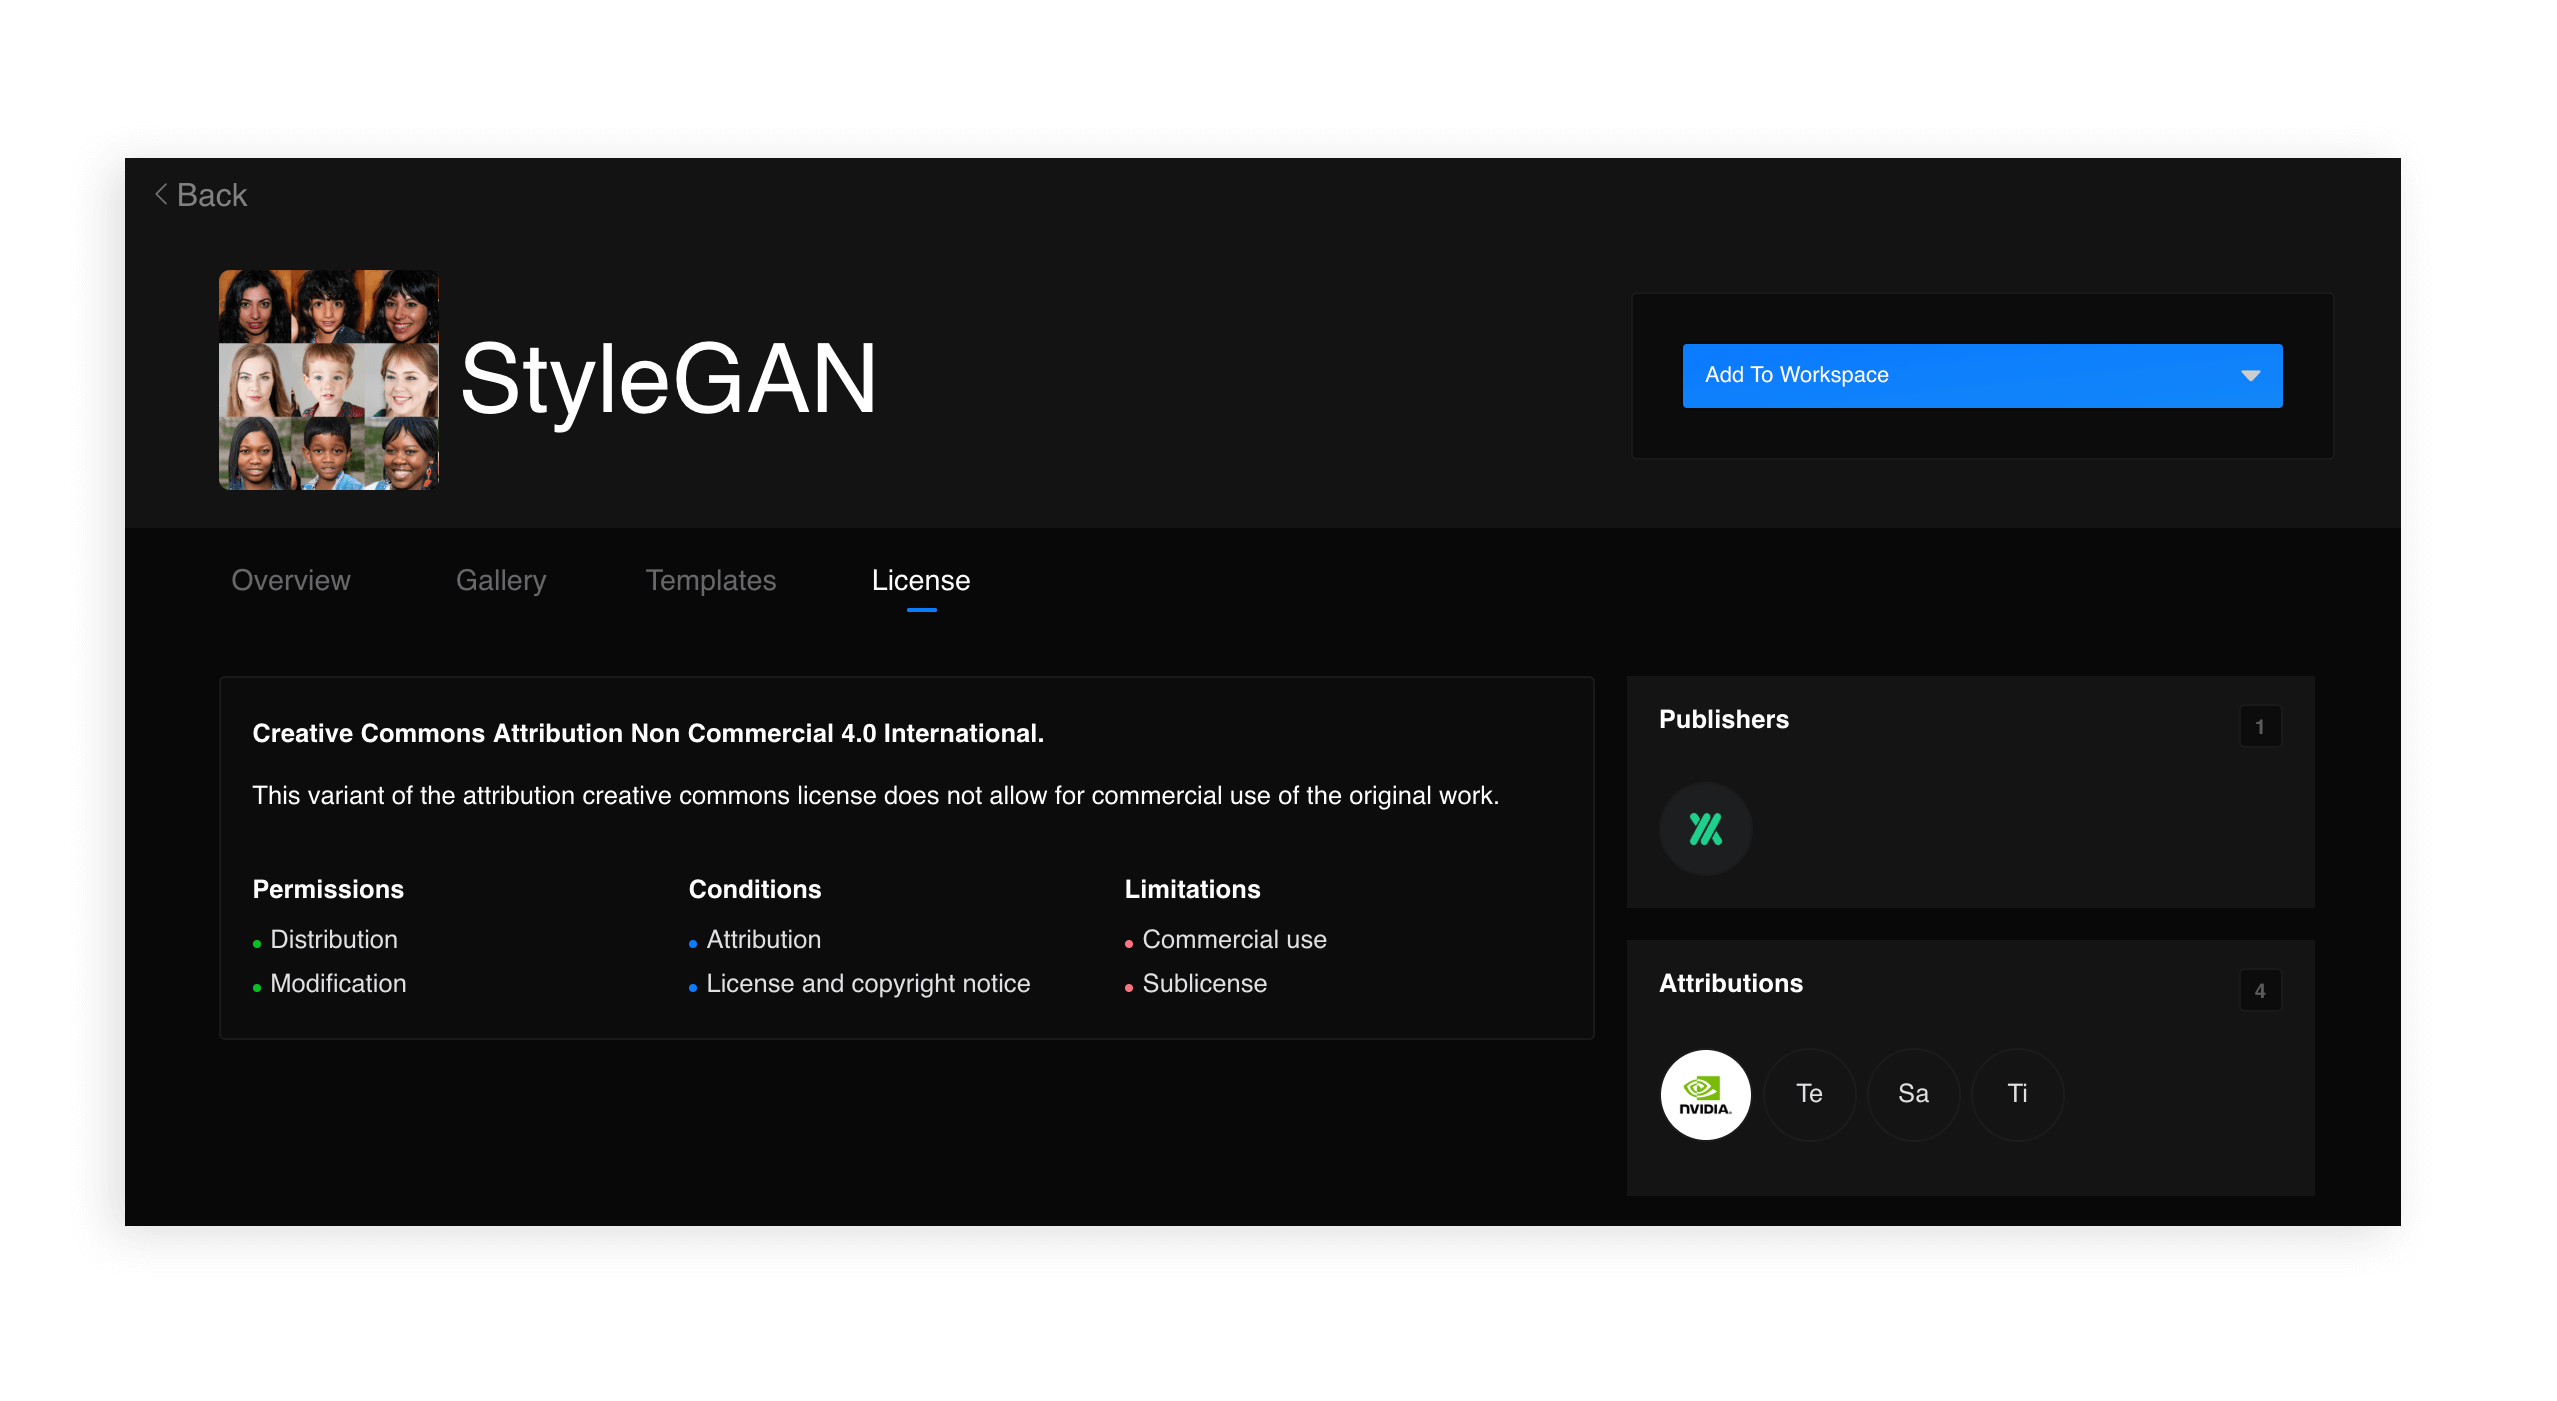 Back
StyleGAN
Add To Workspace
Overview
Gallery
Templates
License
Creative Commons Attribution Non Commercial 4.0 International.
This variant of the attribution creative commons license does not allow for commercial use of the original work.
Permissions
Distribution
Modification
Conditions
Attribution
License and copyright notice
Limitations
Commercial use
Sublicense
Publishers
1
Attributions
4
NVIDIA.
Te
Sa
Ti